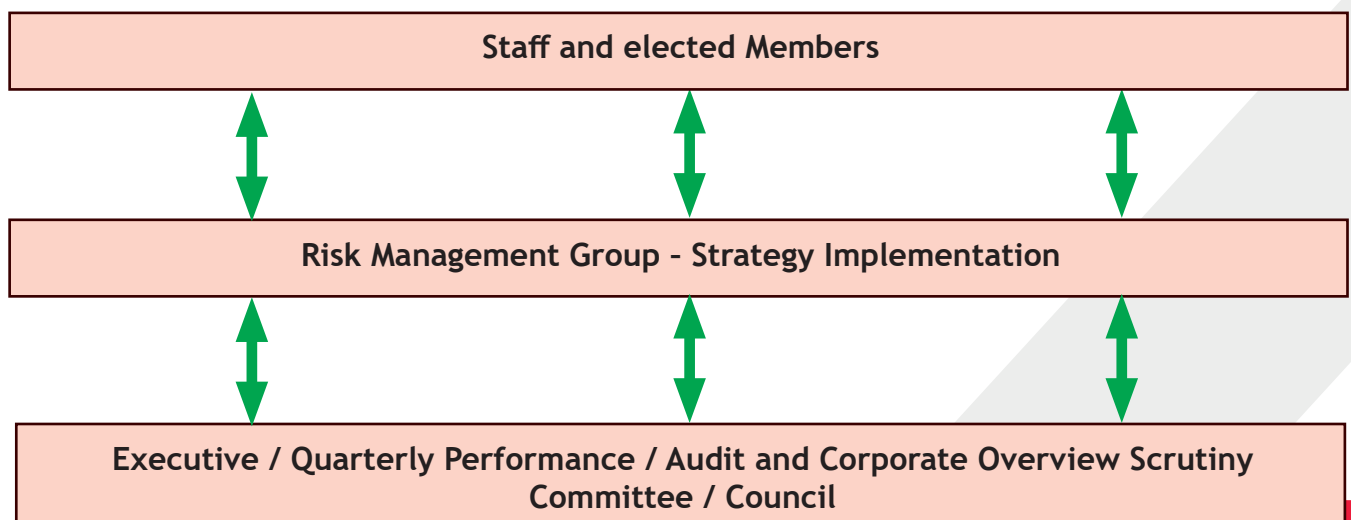 Staff and elected Members
Risk Management Group – Strategy Implementation
Executive / Quarterly Performance / Audit and Corporate Overview Scrutiny
Committee / Council